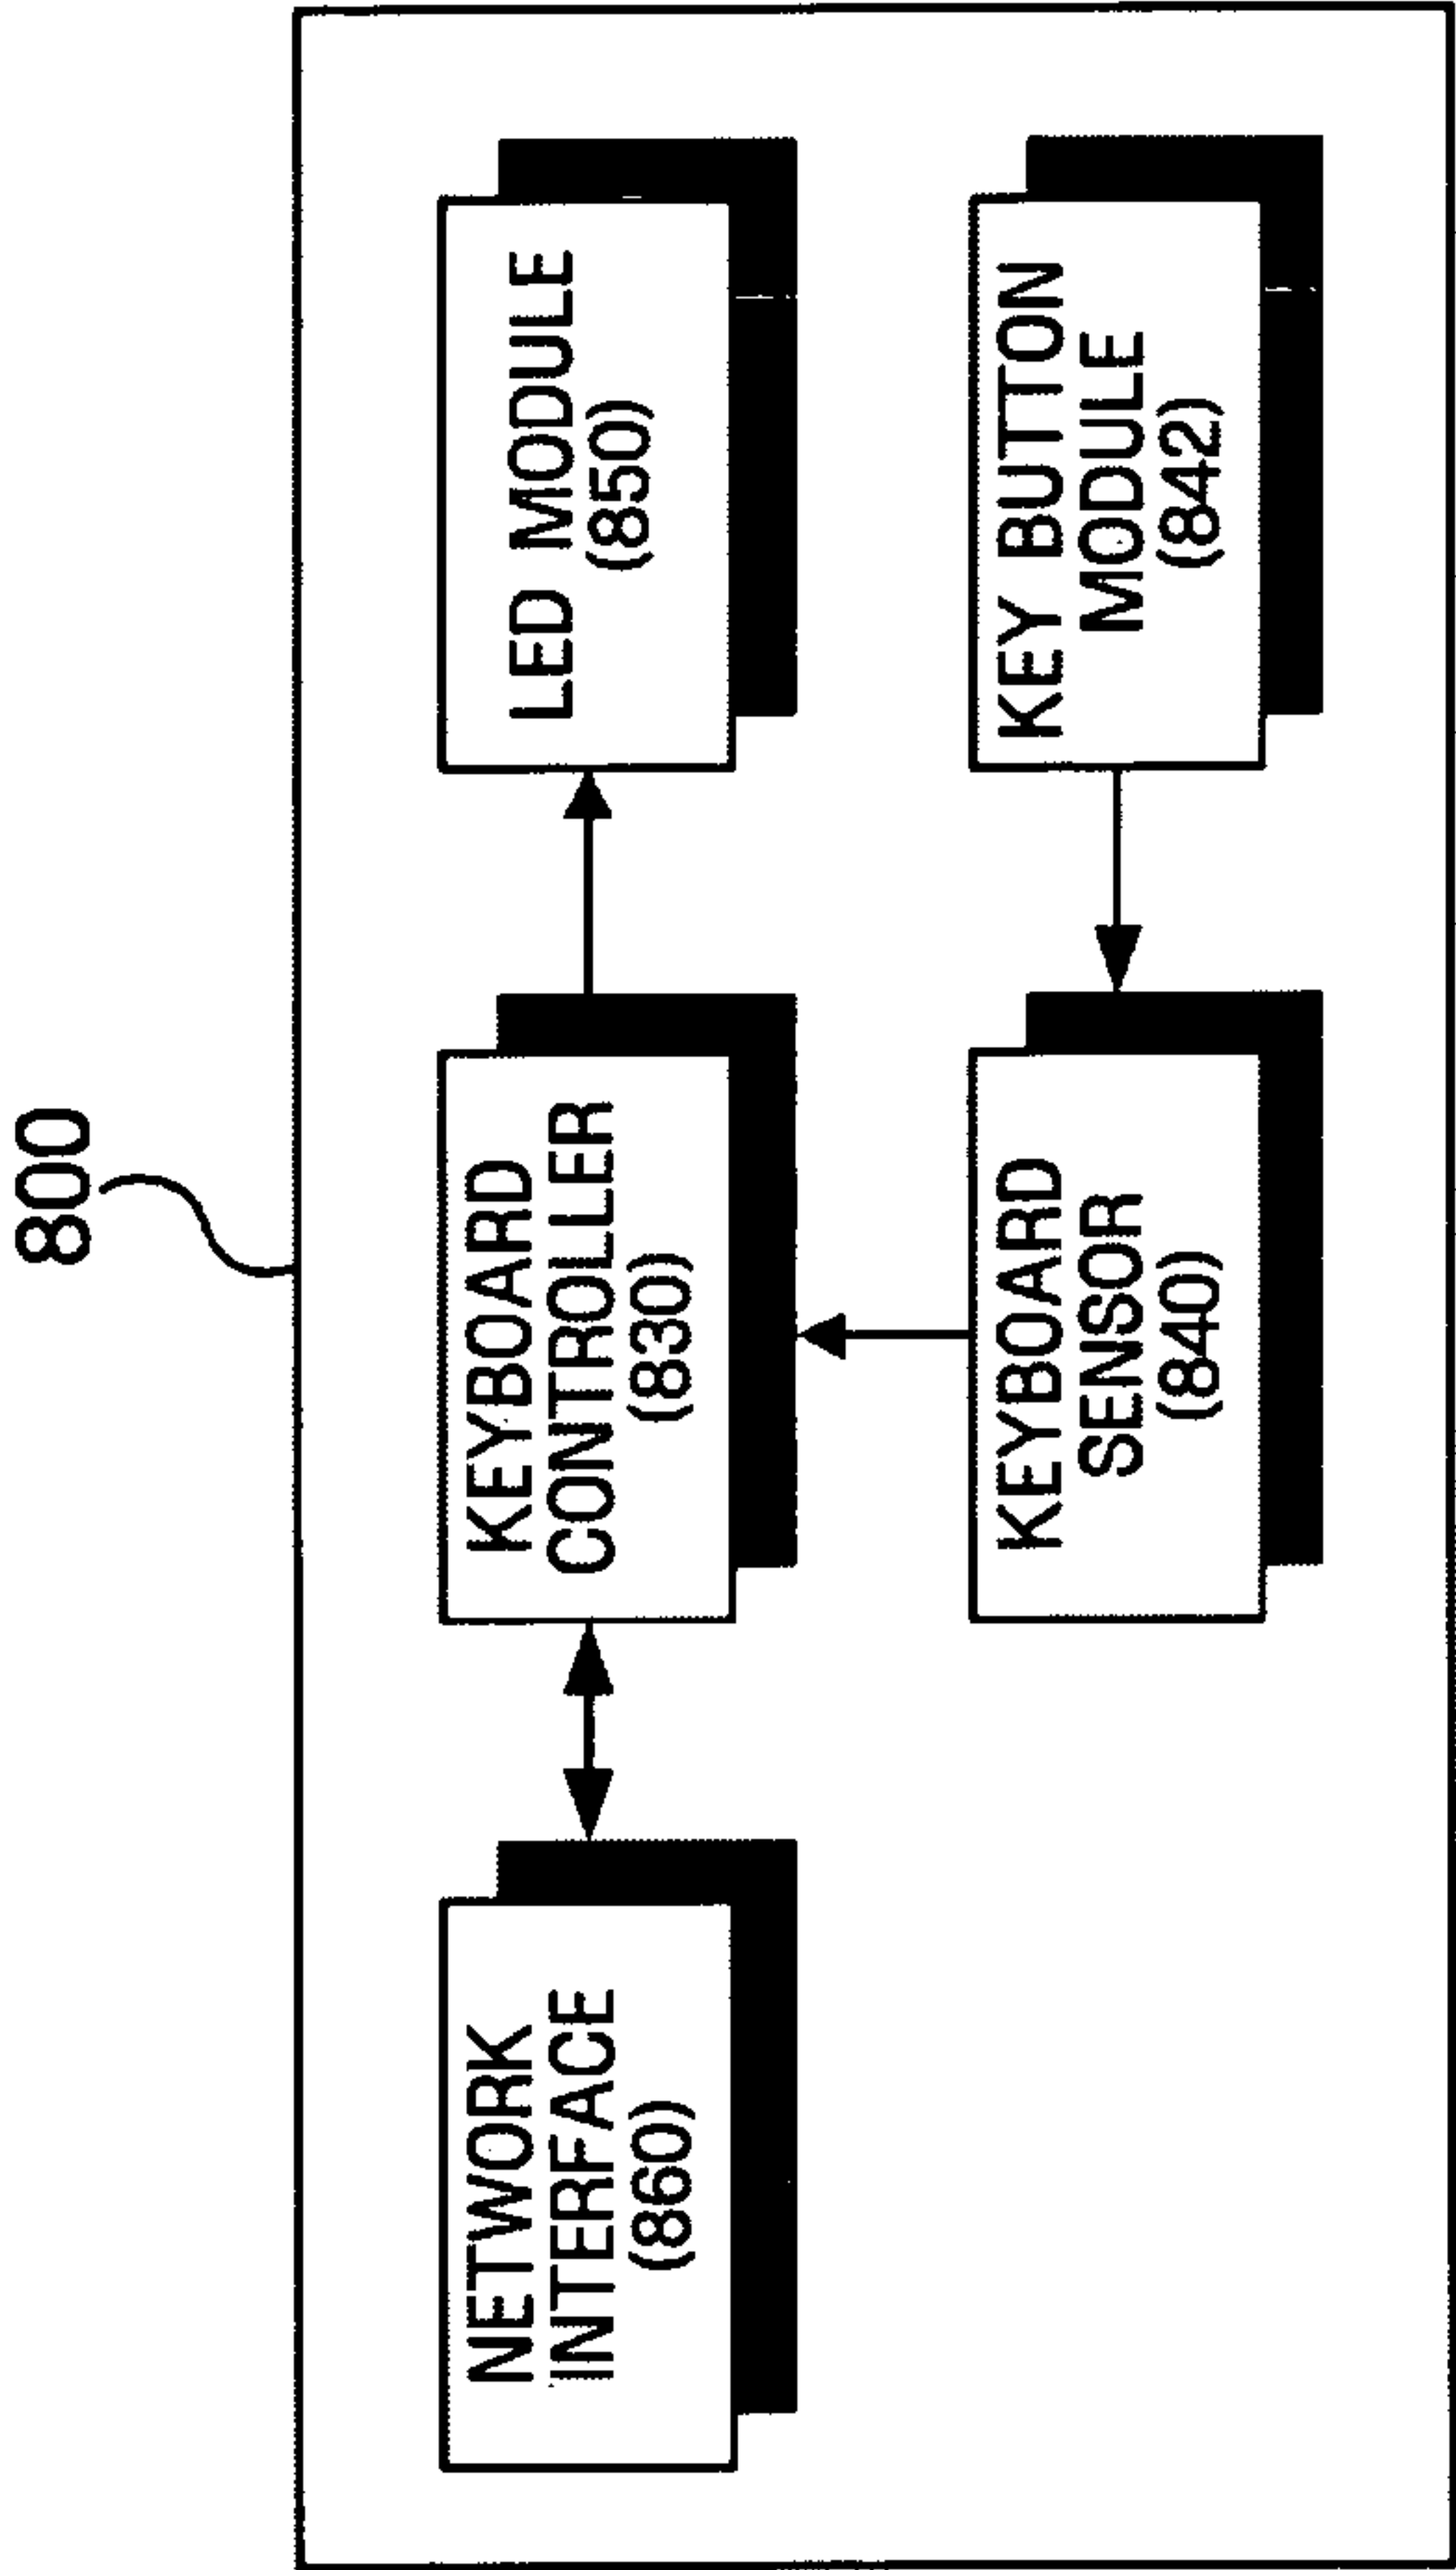 800
NETWORK
INTERFACE
(860)
KEYBOARD
CONTROLLER
(830)
LED MODULE
(850)
KEYBOARD
SENSOR
(840)
KEY BUTTON
MODULE
(842)